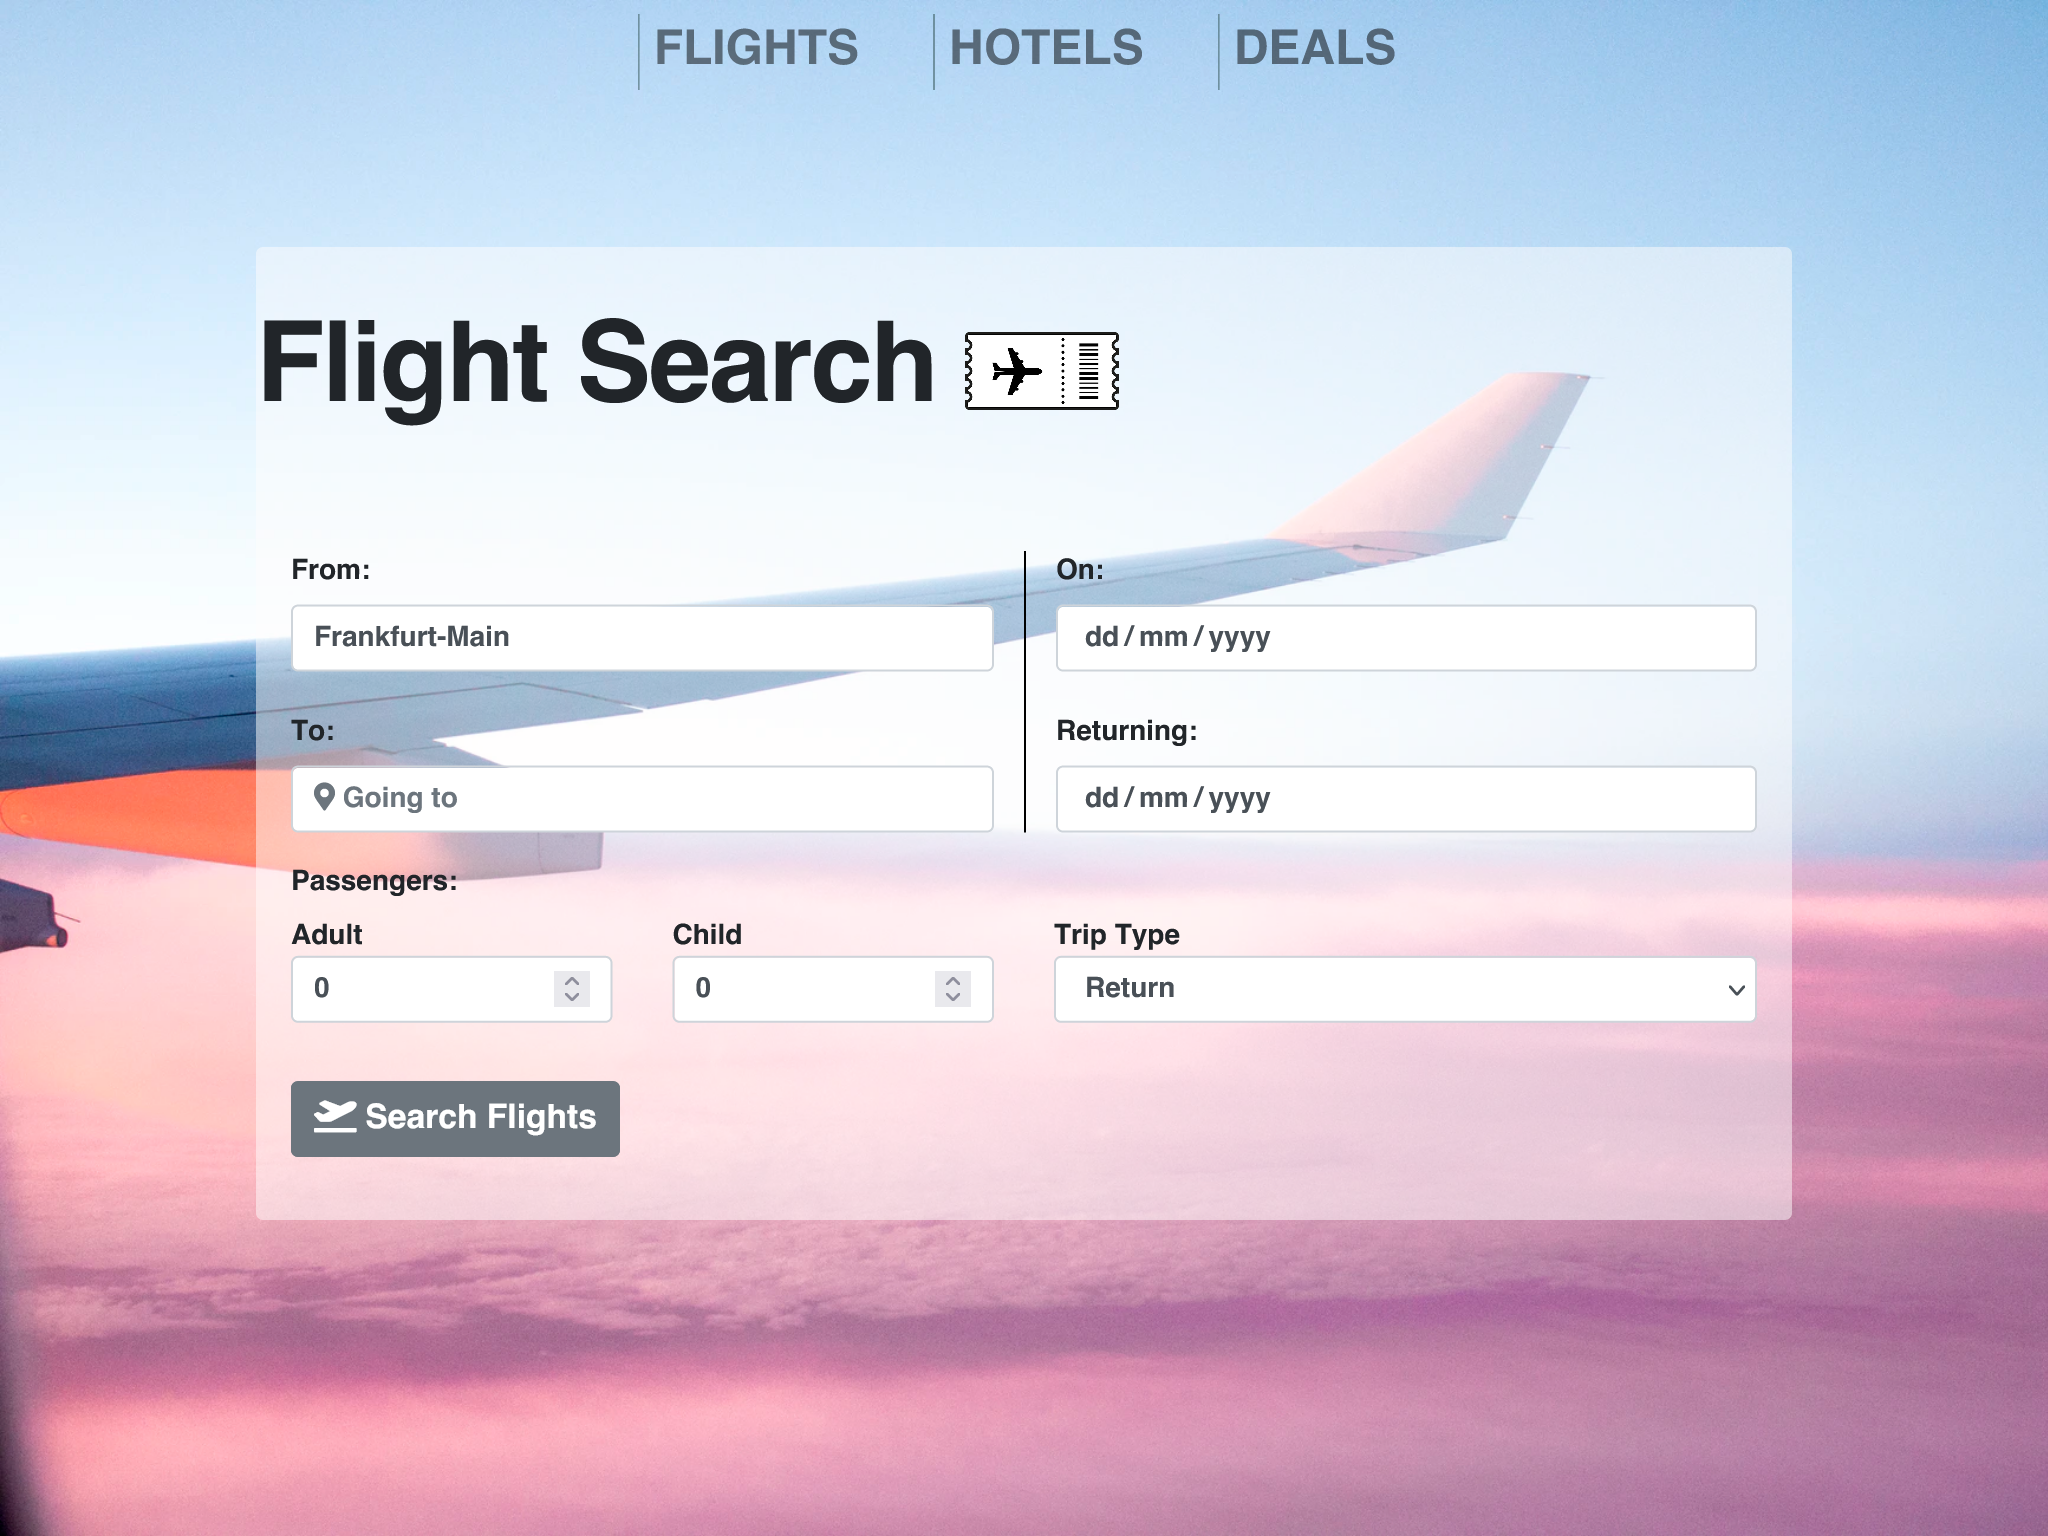 FLIGHTS HOTELS DEALS
Flight Search
From:
Frankfurt-Main
To:
Going to
On:
dd/mm/yyyy
Returning:
dd/mm/yyyy
Passengers:
Adult
0
Child
0
Trip Type
Return
Search Flights